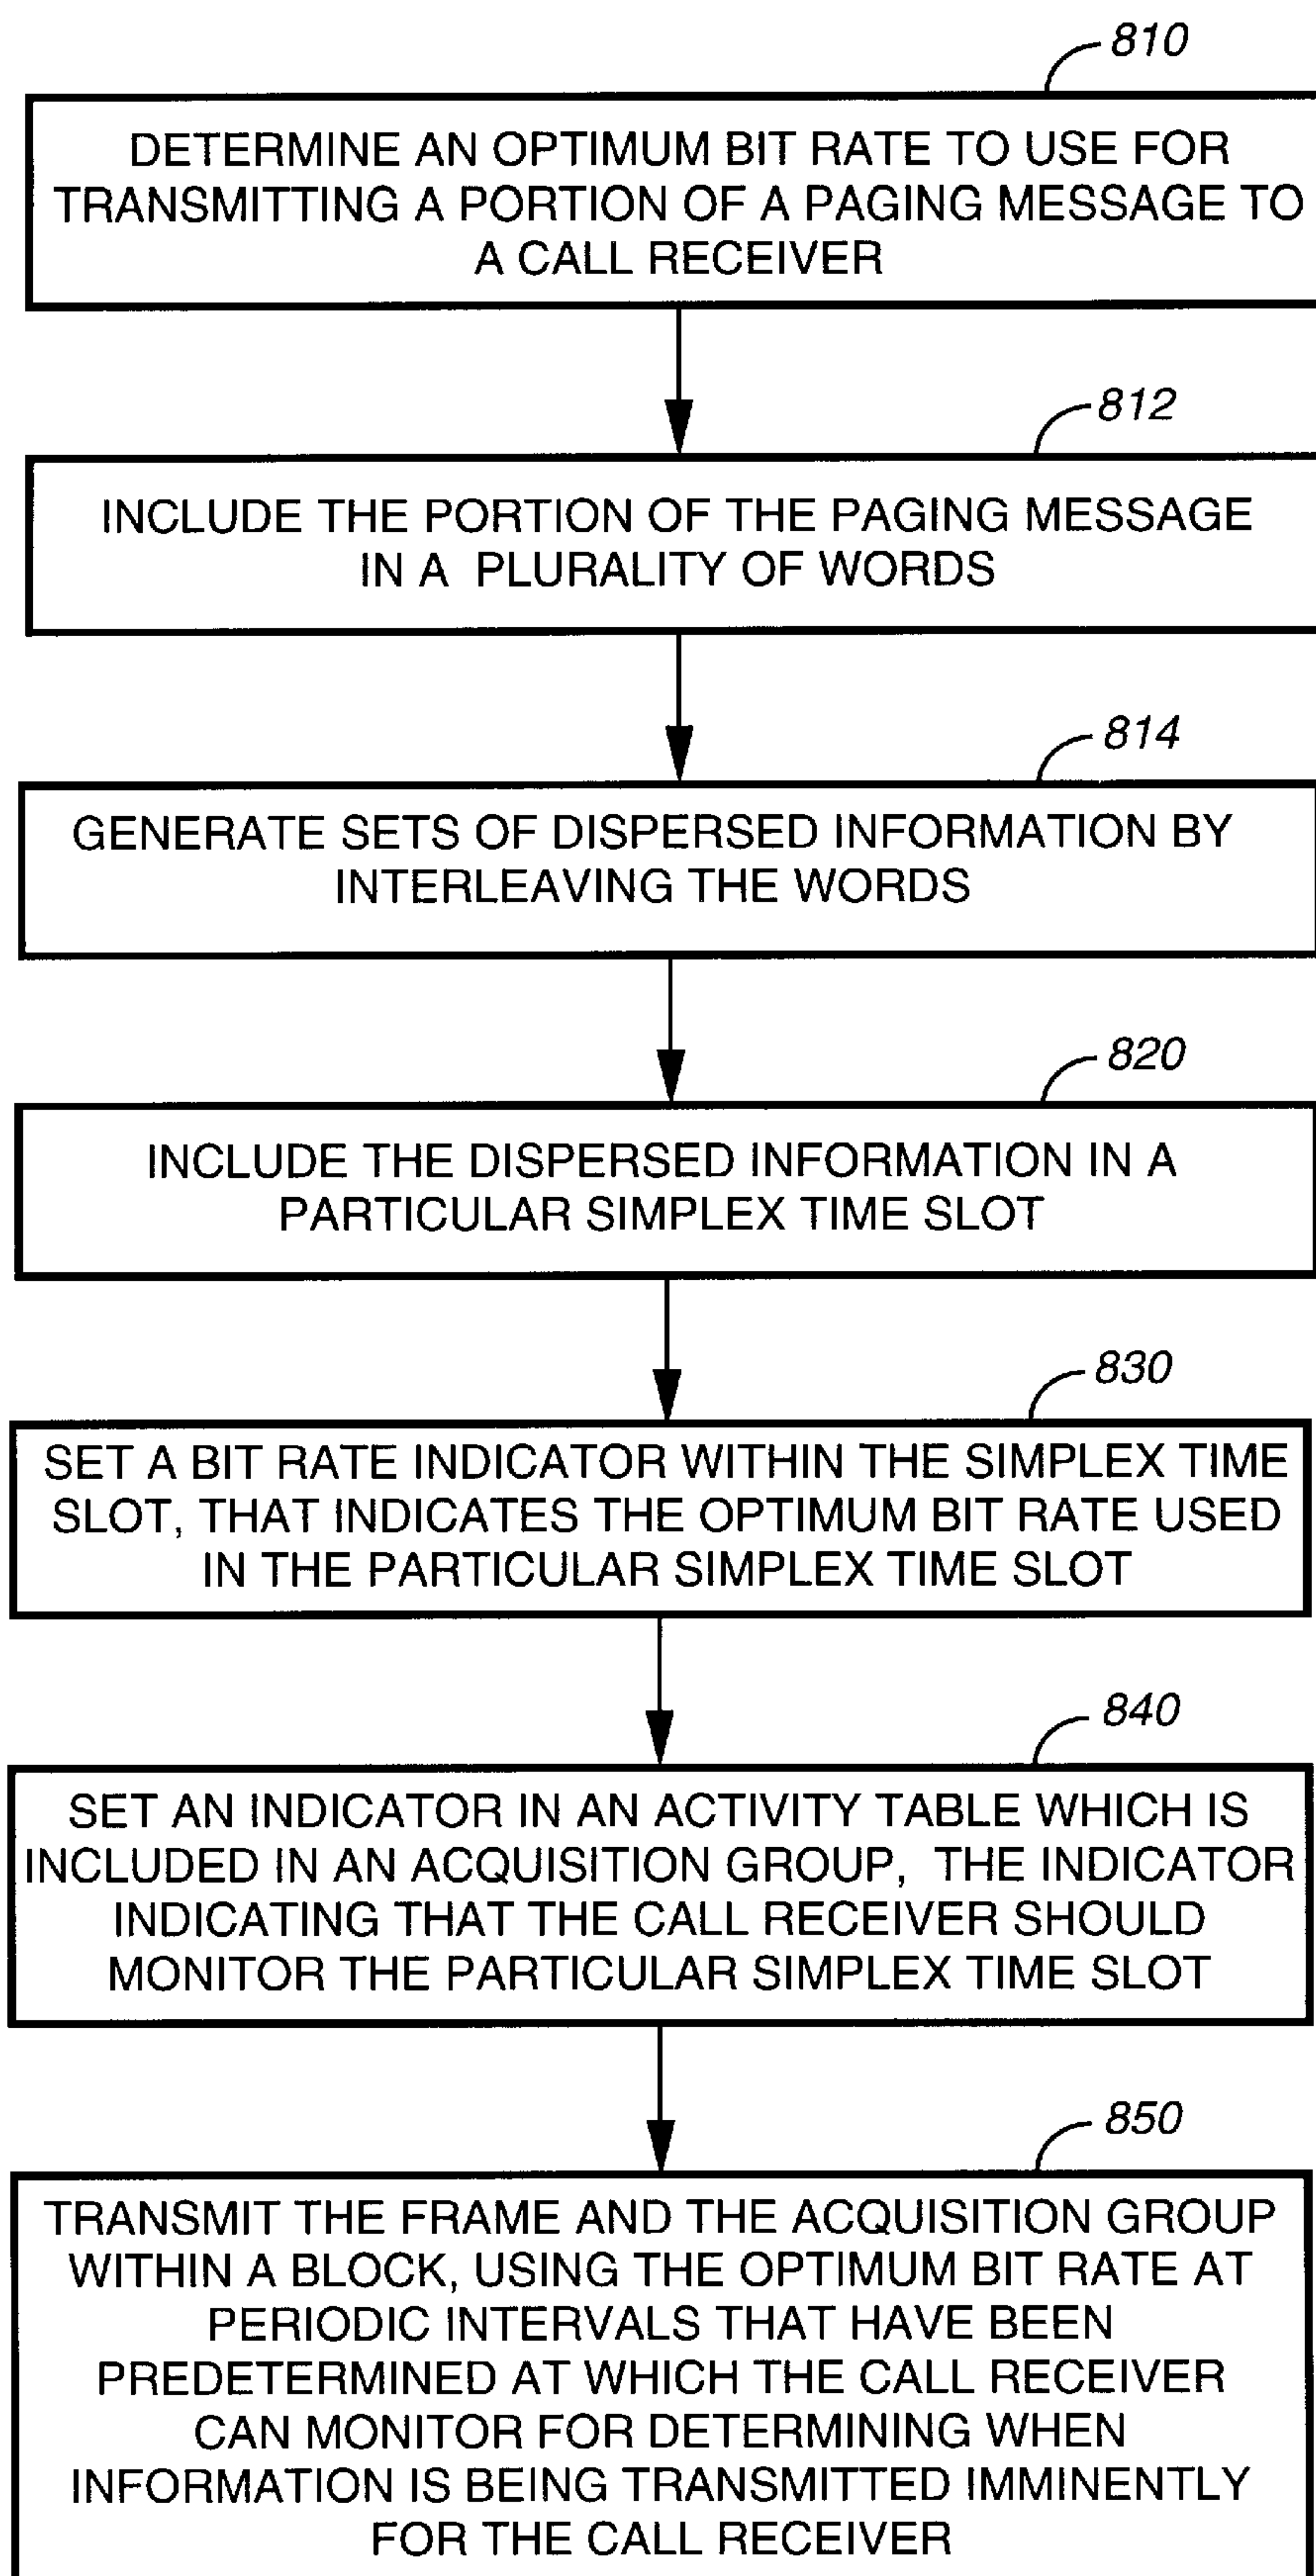 810
DETERMINE AN OPTIMUM BIT RATE TO USE FOR
TRANSMITTING A PORTION OF A PAGING MESSAGE TO
A CALL RECEIVER
812
INCLUDE THE PORTION OF THE PAGING MESSAGE
IN A PLURALITY OF WORDS
814
GENERATE SETS OF DISPERSED INFORMATION BY
INTERLEAVING THE WORDS
820
INCLUDE THE DISPERSED INFORMATION IN A
PARTICULAR SIMPLEX TIME SLOT
830
SET A BIT RATE INDICATOR WITHIN THE SIMPLEX TIME
SLOT, THAT INDICATES THE OPTIMUM BIT RATE USED
IN THE PARTICULAR SIMPLEX TIME SLOT
840
SET AN INDICATOR IN AN ACTIVITY TABLE WHICH IS
INCLUDED IN AN ACQUISITION GROUP, THE INDICATOR
INDICATING THAT THE CALL RECEIVER SHOULD
MONITOR THE PARTICULAR SIMPLEX TIME SLOT
850
TRANSMIT THE FRAME AND THE ACQUISITION GROUP
WITHIN A BLOCK, USING THE OPTIMUM BIT RATE AT
PERIODIC INTERVALS THAT HAVE BEEN
PREDETERMINED AT WHICH THE CALL RECEIVER
CAN MONITOR FOR DETERMINING WHEN
INFORMATION IS BEING TRANSMITTED IMMINENTLY
FOR THE CALL RECEIVER